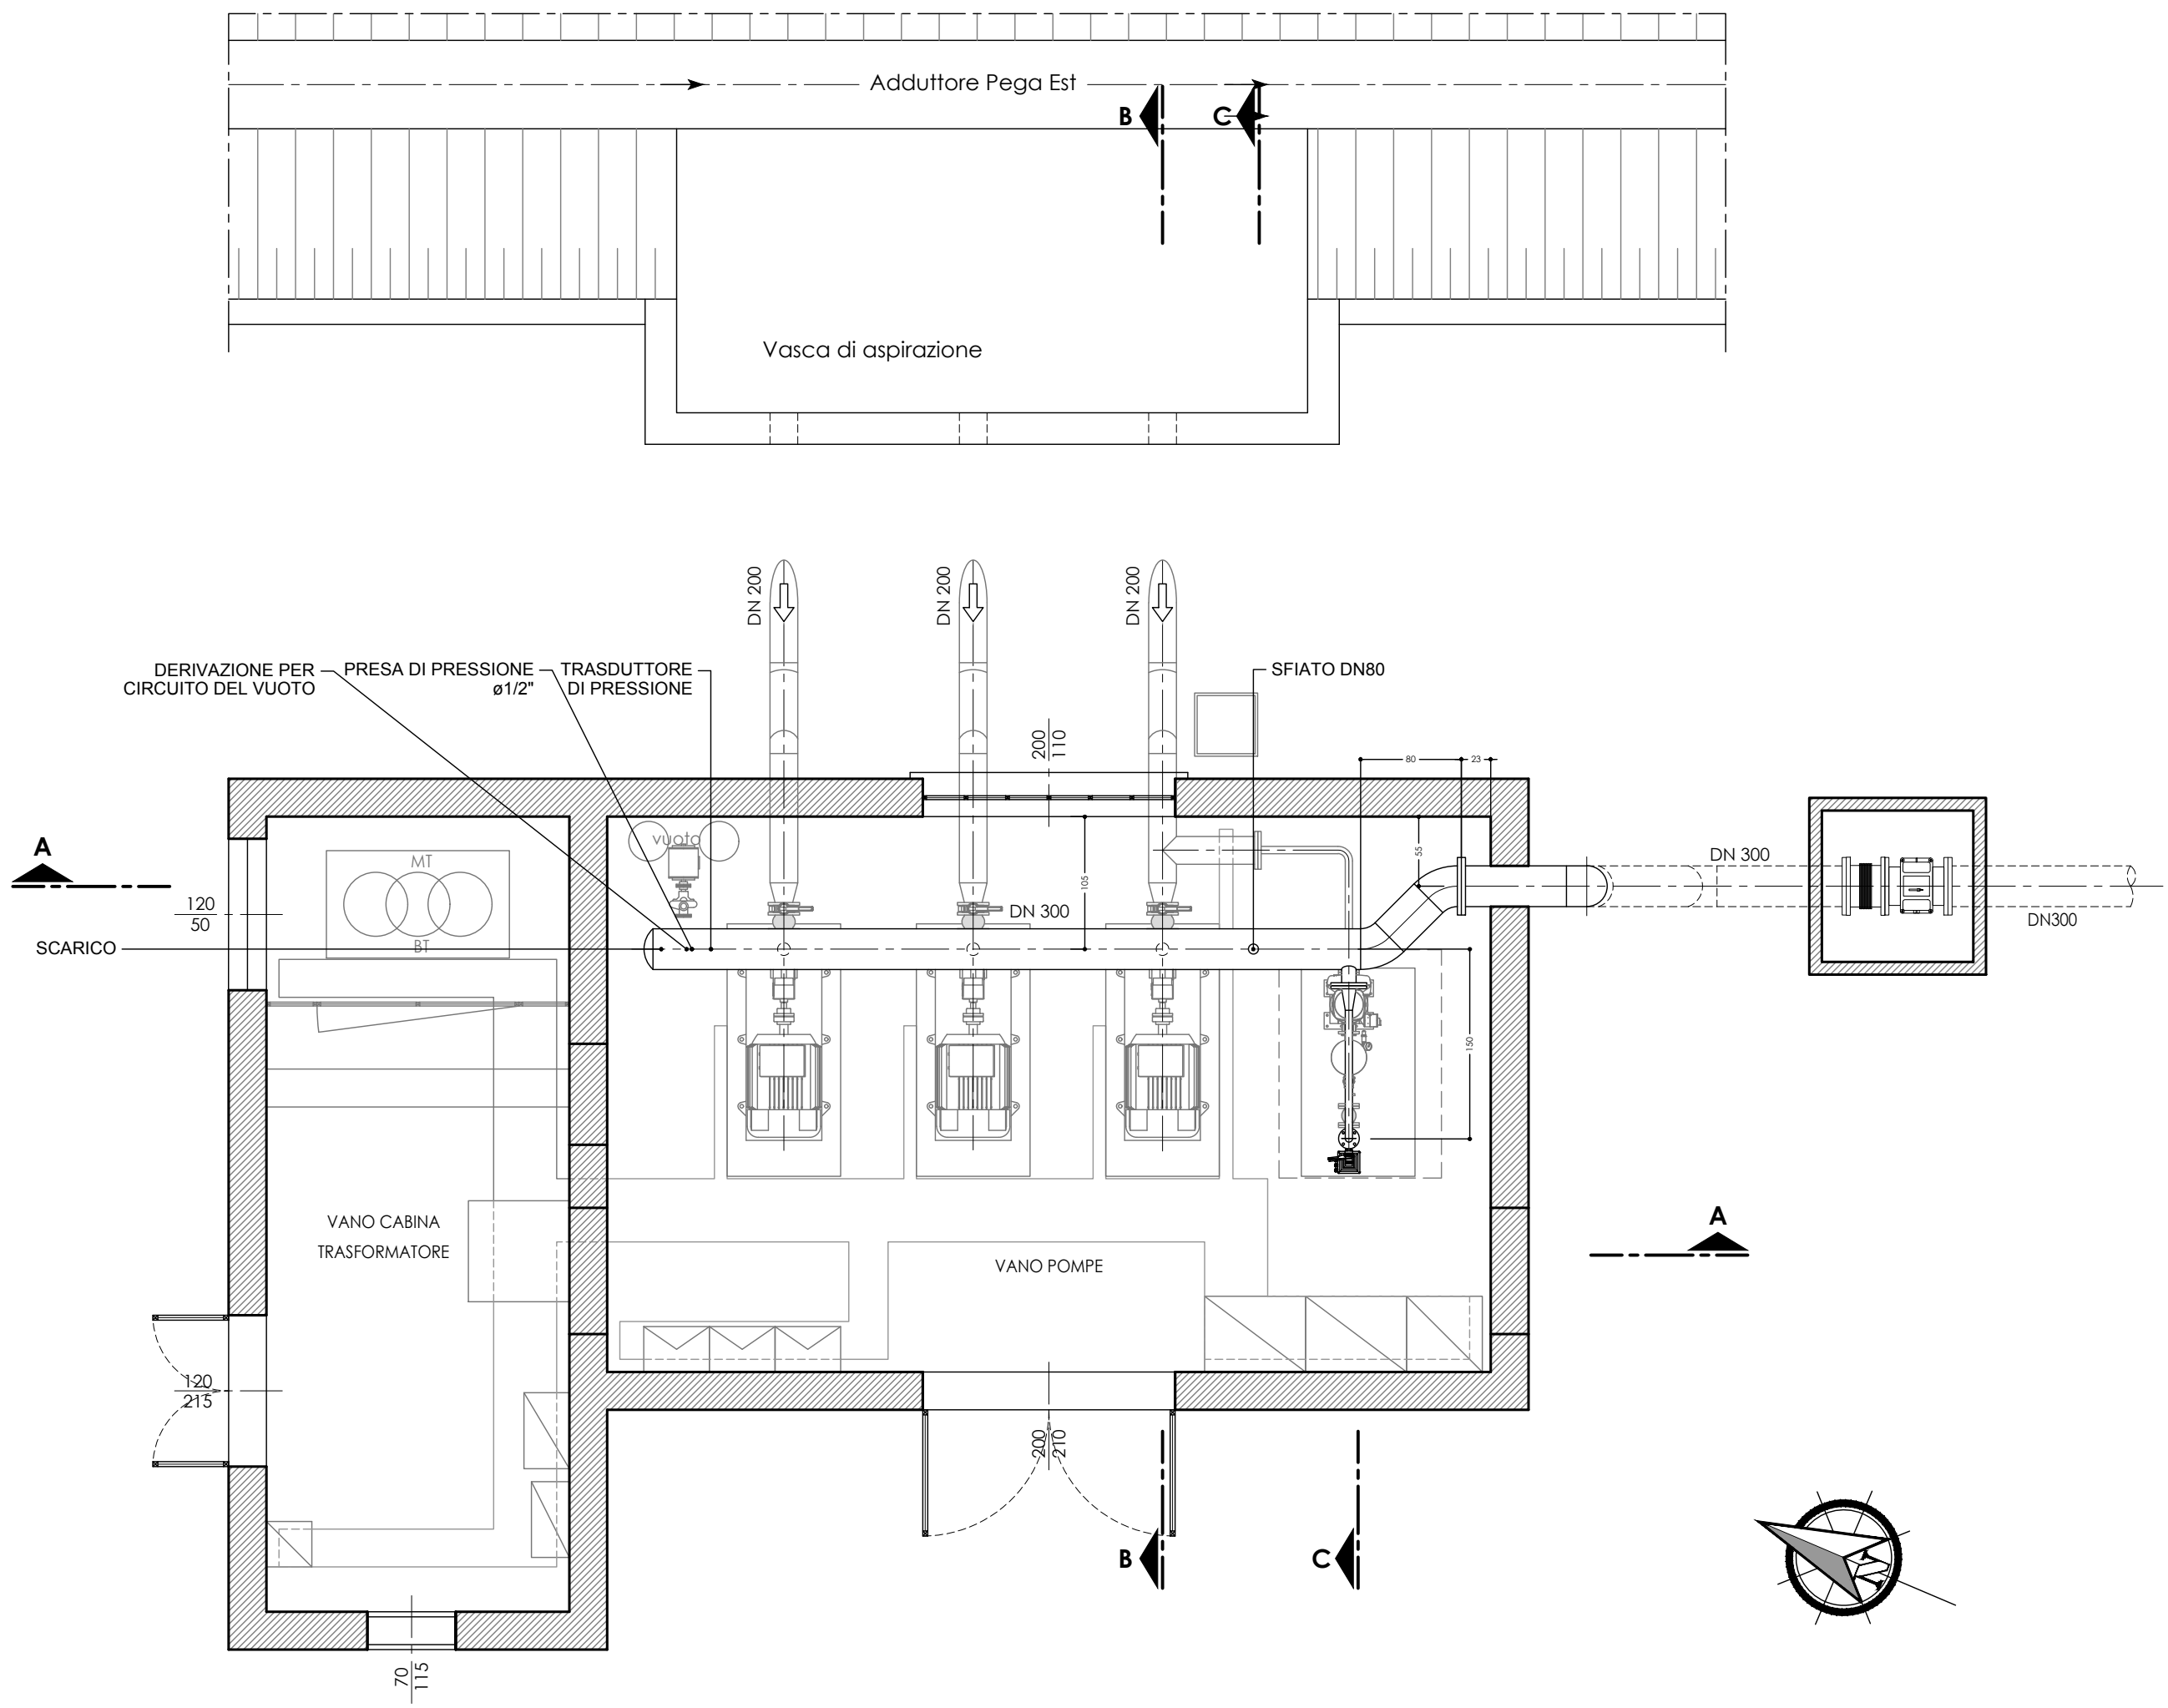 Adduttore Pega Est
B
C
Vasca di aspirazione
DN 200
DN 200
DN 200
DERIVAZIONE PER
CIRCUITO DEL VUOTO
PRESA DI PRESSIONE
ø1/2"
TRASDUTTORE
DI PRESSIONE
SFIATO DN80
200
110
80
23
vuoto
A
MT
BT
120
50
SCARICO
105
55
DN 300
DN 300
DN300
150
VANO CABINA
TRASFORMATORE
VANO POMPE
A
120
215
200
210
B
C
N
70
115